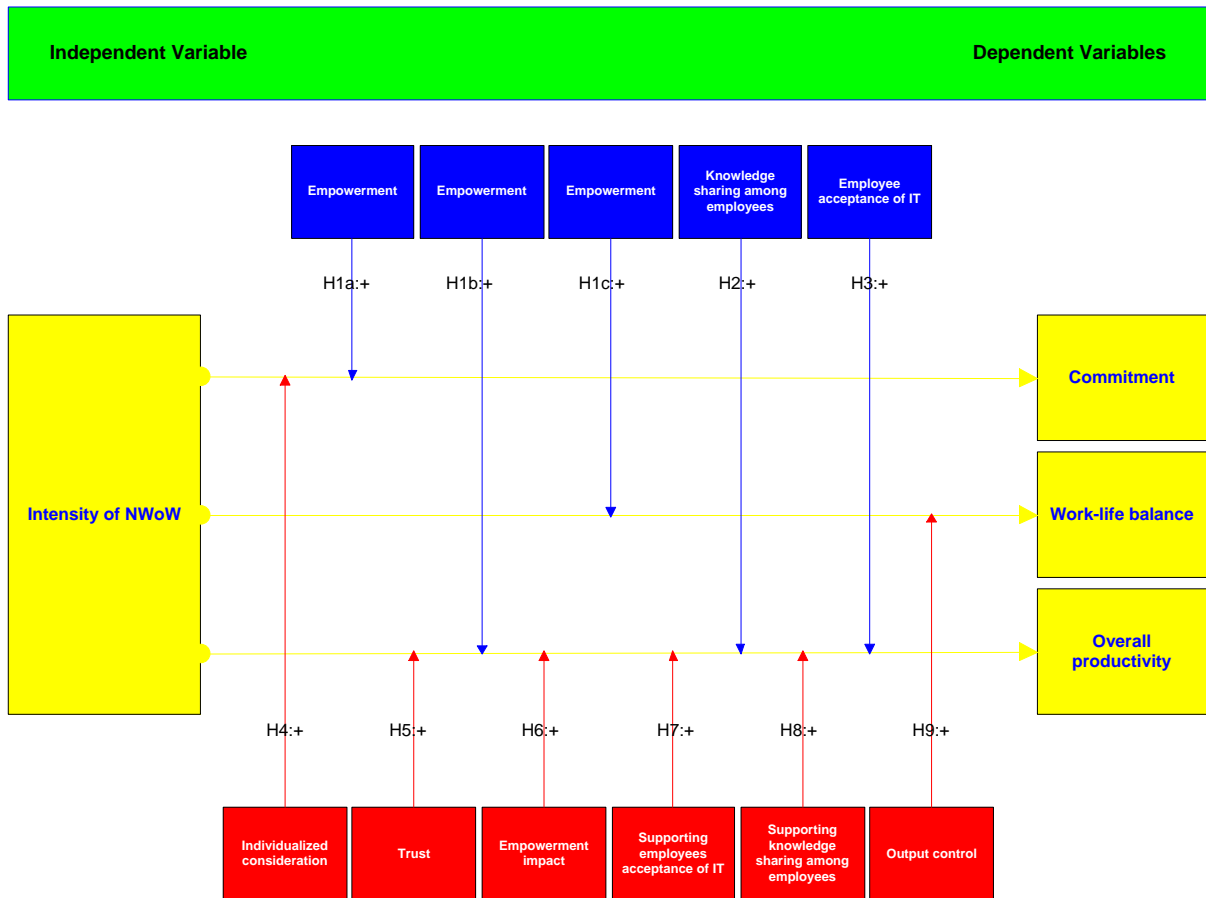 Independent Variable
Dependent Variables
Empowerment
Empowerment
Empowerment
Knowledge
sharing among
employees
Employee
acceptance of IT
H1a:+
H1b:+
H1c:+
H2:+
H3:+
Intensity of NWoW
Commitment
Work-life balance
Overall
productivity
H4:+
H5:+
H6:+
H7:+
H8:+
H9:+
Individualized
consideration
Trust
Empowerment
impact
Supporting
employees
acceptance of IT
Supporting
knowledge
sharing among
employees
Output control